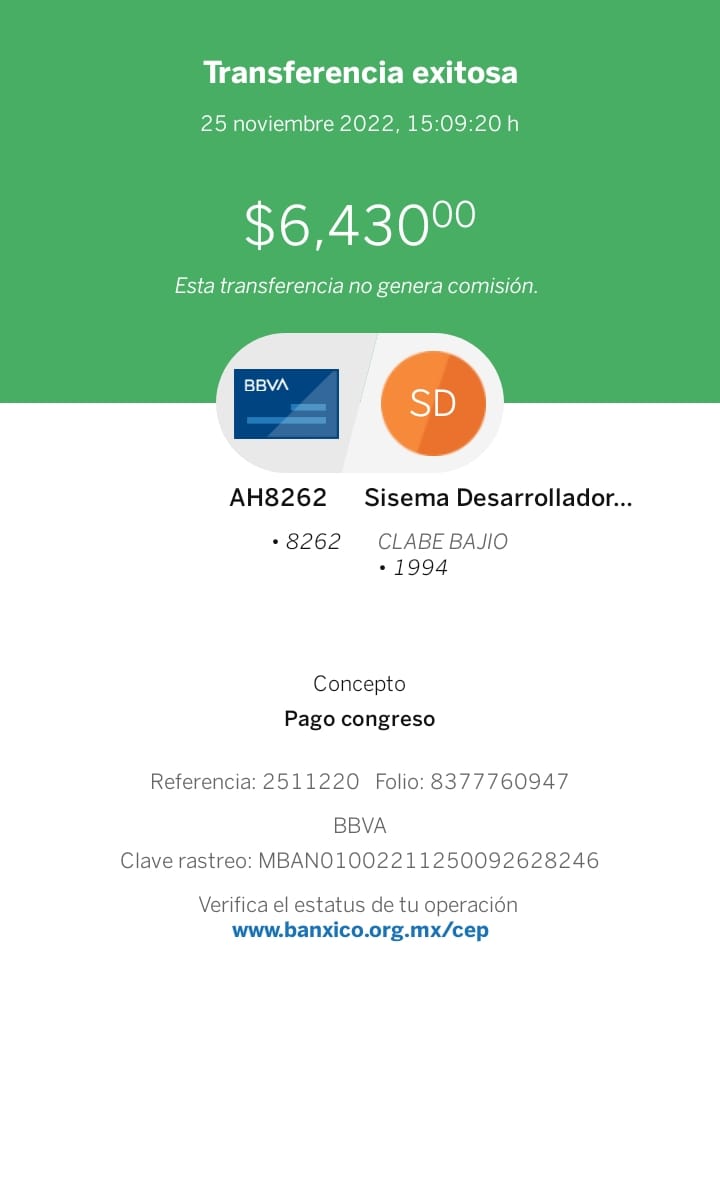 Transferencia exitosa
25 noviembre 2022, 15:09:20 h
$6,430⁰⁰
Esta transferencia no genera comisión.
BBVA
SD
AH8262
• 8262
Sisema Desarrollador...
CLABE BAJIO
• 1994
Concepto
Pago congreso
Referencia: 2511220 Folio: 8377760947
BBVA
Clave rastreo: MBAN01002211250092628246
Verifica el estatus de tu operación
www.banxico.org.mx/cep